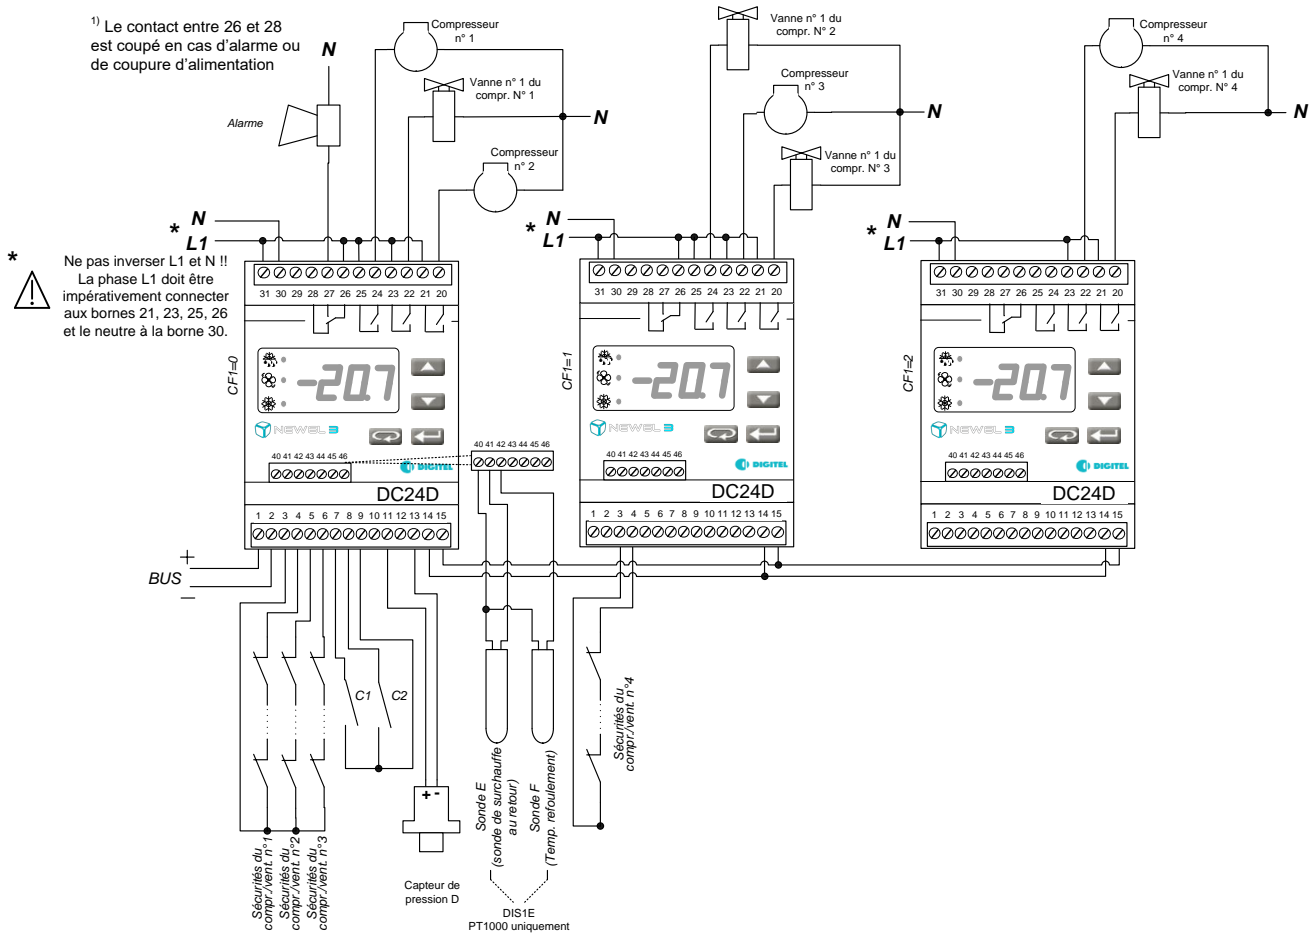 1) Le contact entre 26 et 28
est coupé en cas d'alarme ou
de coupure d'alimentation
N
Alarme
Compresseur
n° 1
Vanne n° 1 du
compr. N° 1
Compresseur
n° 2
N
Vanne n° 1 du
compr. N° 2
Compresseur
n° 3
Vanne n° 1 du
compr. N° 3
N
Compresseur
n° 4
Vanne n° 1 du
compr. N° 4
N
* N
L1
* N
L1
* N
L1
*
Ne pas inverser L1 et N !!
La phase L1 doit être
impérativement connecter
aux bornes 21, 23, 25, 26
et le neutre à la borne 30.
31 30 29 28 27 26 25 24 23 22 21 20
CF1=0
-20.7
NEWEL 3
40 41 42 43 44 45 46
DIGITEL
DC24D
1 2 3 4 5 6 7 8 9 10 11 12 13 14 15
40 41 42 43 44 45 46
31 30 29 28 27 26 25 24 23 22 21 20
CF1=1
-20.7
NEWEL 3
40 41 42 43 44 45 46
DIGITEL
DC24D
1 2 3 4 5 6 7 8 9 10 11 12 13 14 15
31 30 29 28 27 26 25 24 23 22 21 20
CF1=2
-20.7
NEWEL 3
40 41 42 43 44 45 46
DIGITEL
DC24D
1 2 3 4 5 6 7 8 9 10 11 12 13 14 15
+
BUS
–
C1
C2
Sécurités du
compr./vent. n°1
Sécurités du
compr./vent. n°2
Sécurités du
compr./vent. n°3
+ -
Capteur de
pression D
Sonde E
(sonde de surchauffe
au retour)
Sonde F
(Temp. refoulement)
DIS1E
PT1000 uniquement
Sécurités du
compr./vent. n°4